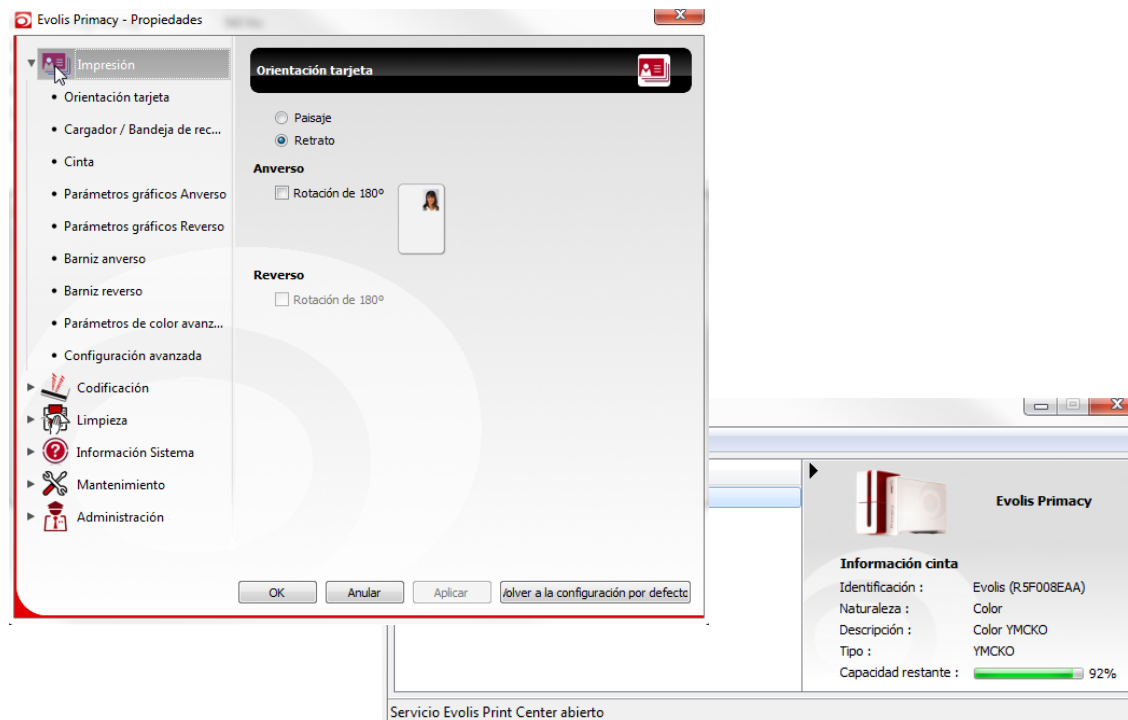 Evolis Primacy - Propiedades
Impresión
Orientación tarjeta
Cargador / Bandeja de rec...
Cinta
Parámetros gráficos Anverso
Parámetros gráficos Reverso
Barniz anverso
Barniz reverso
Parámetros de color avanz...
Configuración avanzada
Codificación
Limpieza
Información Sistema
Mantenimiento
Administración
Orientación tarjeta
Paisaje
Retrato
Anverso
Rotación de 180º
Reverso
Rotación de 180º
OK
Anular
Aplicar
olver a la configuración por defecto
Evolis Primacy
Información cinta
Identificación : Evolis (R5F008EAA)
Naturaleza : Color
Descripción : Color YMCKO
Tipo : YMCKO
Capacidad restante : 92%
Servicio Evolis Print Center abierto